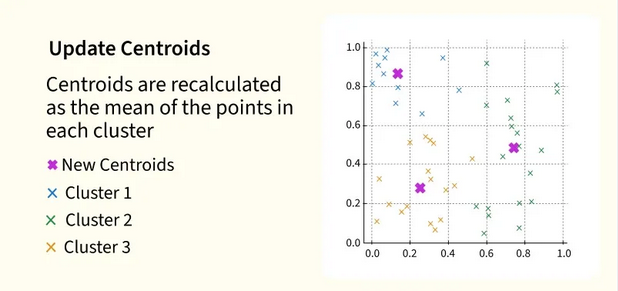 Update Centroids
Centroids are recalculated
as the mean of the points in
each cluster
New Centroids
Cluster 1
Cluster 2
Cluster 3
1.0
0.8
0.6
0.4
0.2
0.0
0.0 0.2 0.4 0.6 0.8 1.0